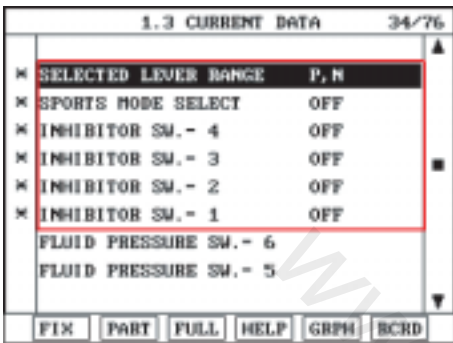 1.3 CURRENT DATA 34/76
× SELECTED LEVER RANGE P,N
× SPORTS MODE SELECT OFF
× INHIBITOR SW.- 4 OFF
× INHIBITOR SW.- 3 OFF
× INHIBITOR SW.- 2 OFF
× INHIBITOR SW.- 1 OFF
FLUID PRESSURE SW.- 6
FLUID PRESSURE SW.- 5
FIX PART FULL HELP GRPH RCRD